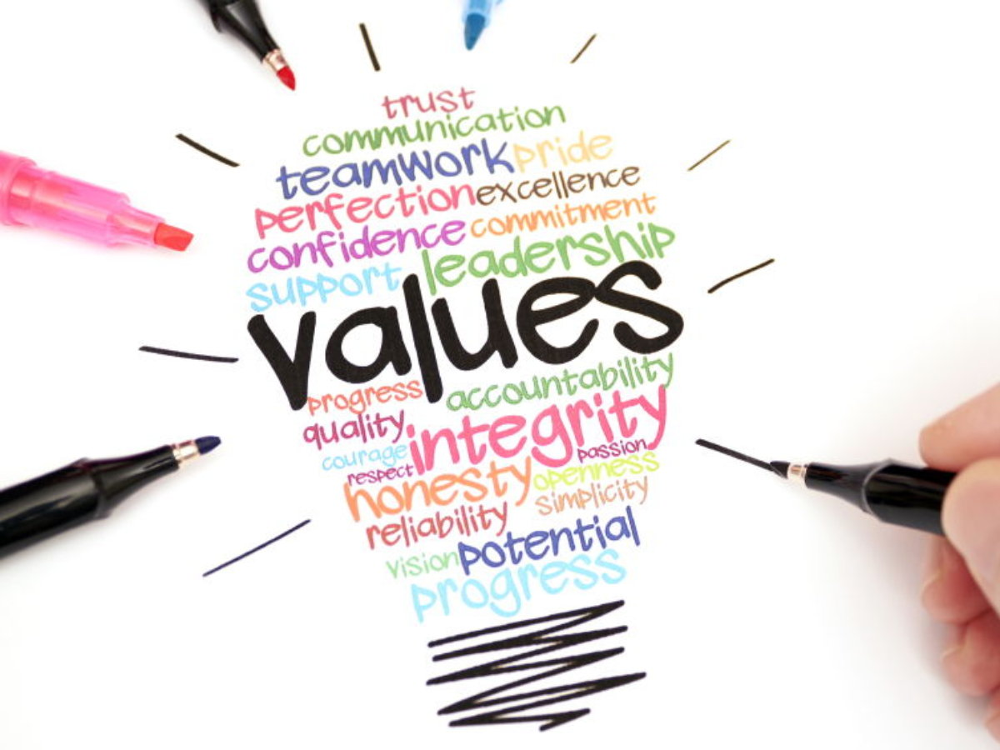 trust
communication
teamwork pride
perfection excellence
confidence commitment
support leadership
values
progress accountability
quality integrity
courage passion
respect openness
honesty simplicity
reliability
vision potential
progress